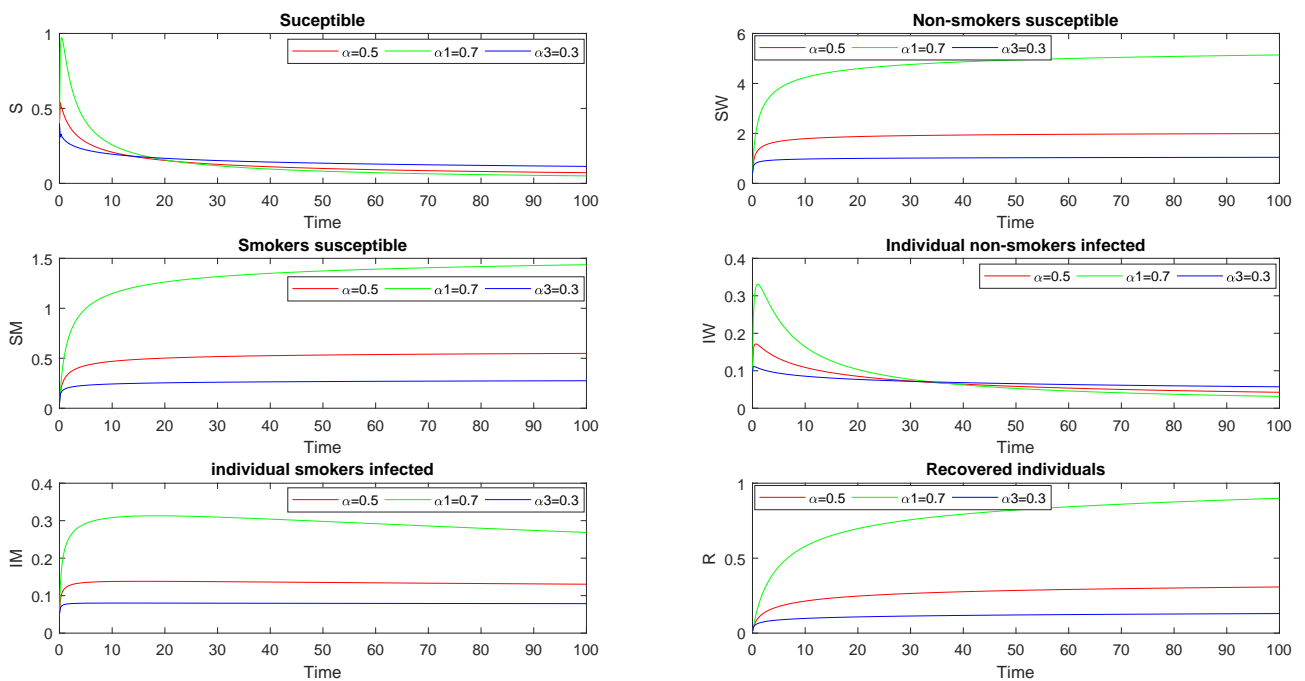 Suceptible
1
0.5
0
S
α=0.5 α1=0.7 α3=0.3
0 10 20 30 40 50 60 70 80 90 100
Time
Non-smokers susceptible
6
4
2
0
SW
α=0.5 α1=0.7 α3=0.3
0 10 20 30 40 50 60 70 80 90 100
Time
Smokers susceptible
1.5
1
0.5
0
SM
α=0.5 α1=0.7 α3=0.3
0 10 20 30 40 50 60 70 80 90 100
Time
Individual non-smokers infected
0.4
0.3
0.2
0.1
0
IW
α=0.5 α1=0.7 α3=0.3
0 10 20 30 40 50 60 70 80 90 100
Time
individual smokers infected
0.4
0.3
0.2
0.1
0
IM
α=0.5 α1=0.7 α3=0.3
0 10 20 30 40 50 60 70 80 90 100
Time
Recovered individuals
1
0.5
0
R
α=0.5 α1=0.7 α3=0.3
0 10 20 30 40 50 60 70 80 90 100
Time